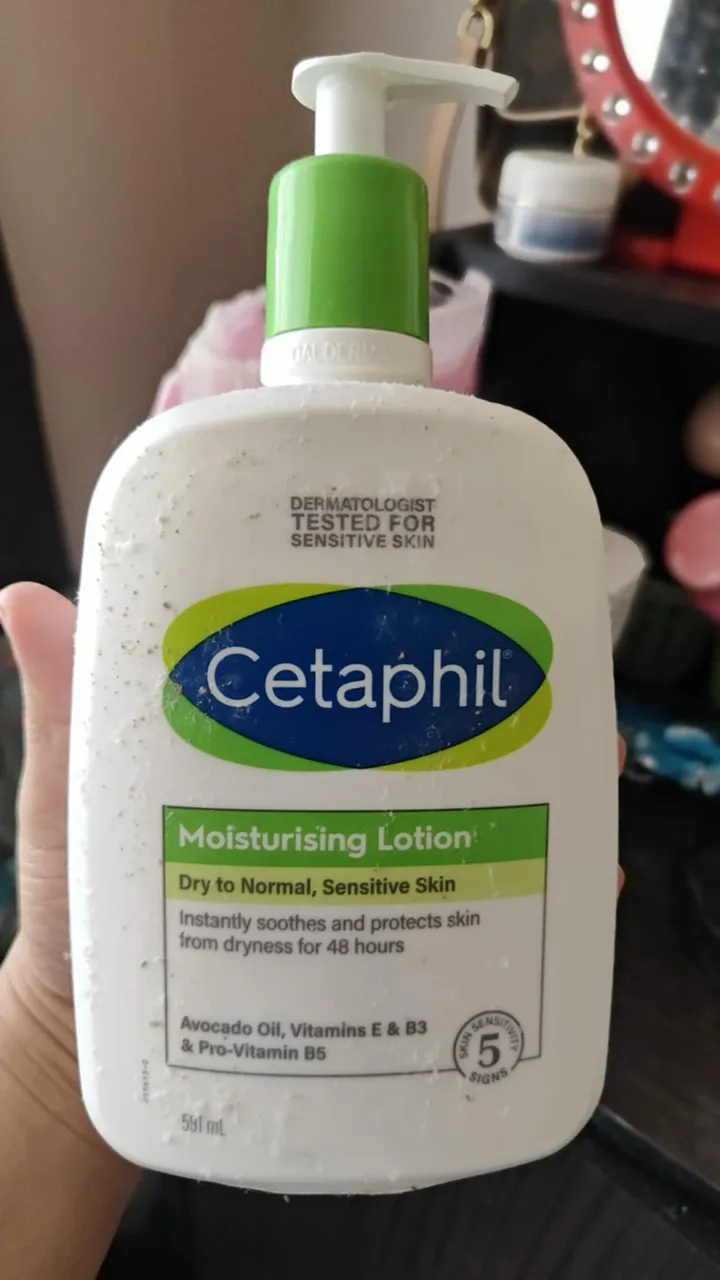 GALDERMA
DERMATOLOGIST
TESTED FOR
SENSITIVE SKIN
Cetaphil®
Moisturising Lotion
Dry to Normal, Sensitive Skin
Instantly soothes and protects skin
from dryness for 48 hours
Avocado Oil, Vitamins E & B3
& Pro-Vitamin B5
SKIN SENSITIVITY
5
SIGNS
591 mL